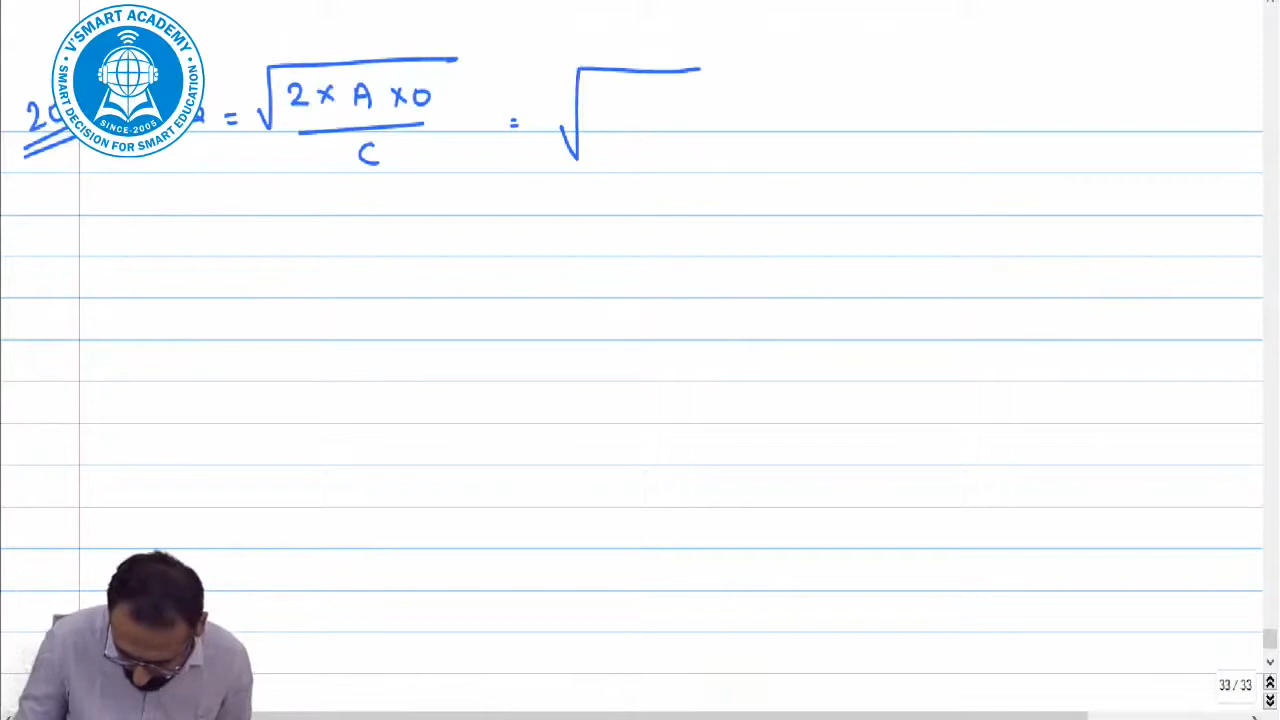 V'SMART ACADEMY
SMART DECISION FOR SMART EDUCATION
SINCE-2005
= √ 2 × A × O = √
C
33 / 33